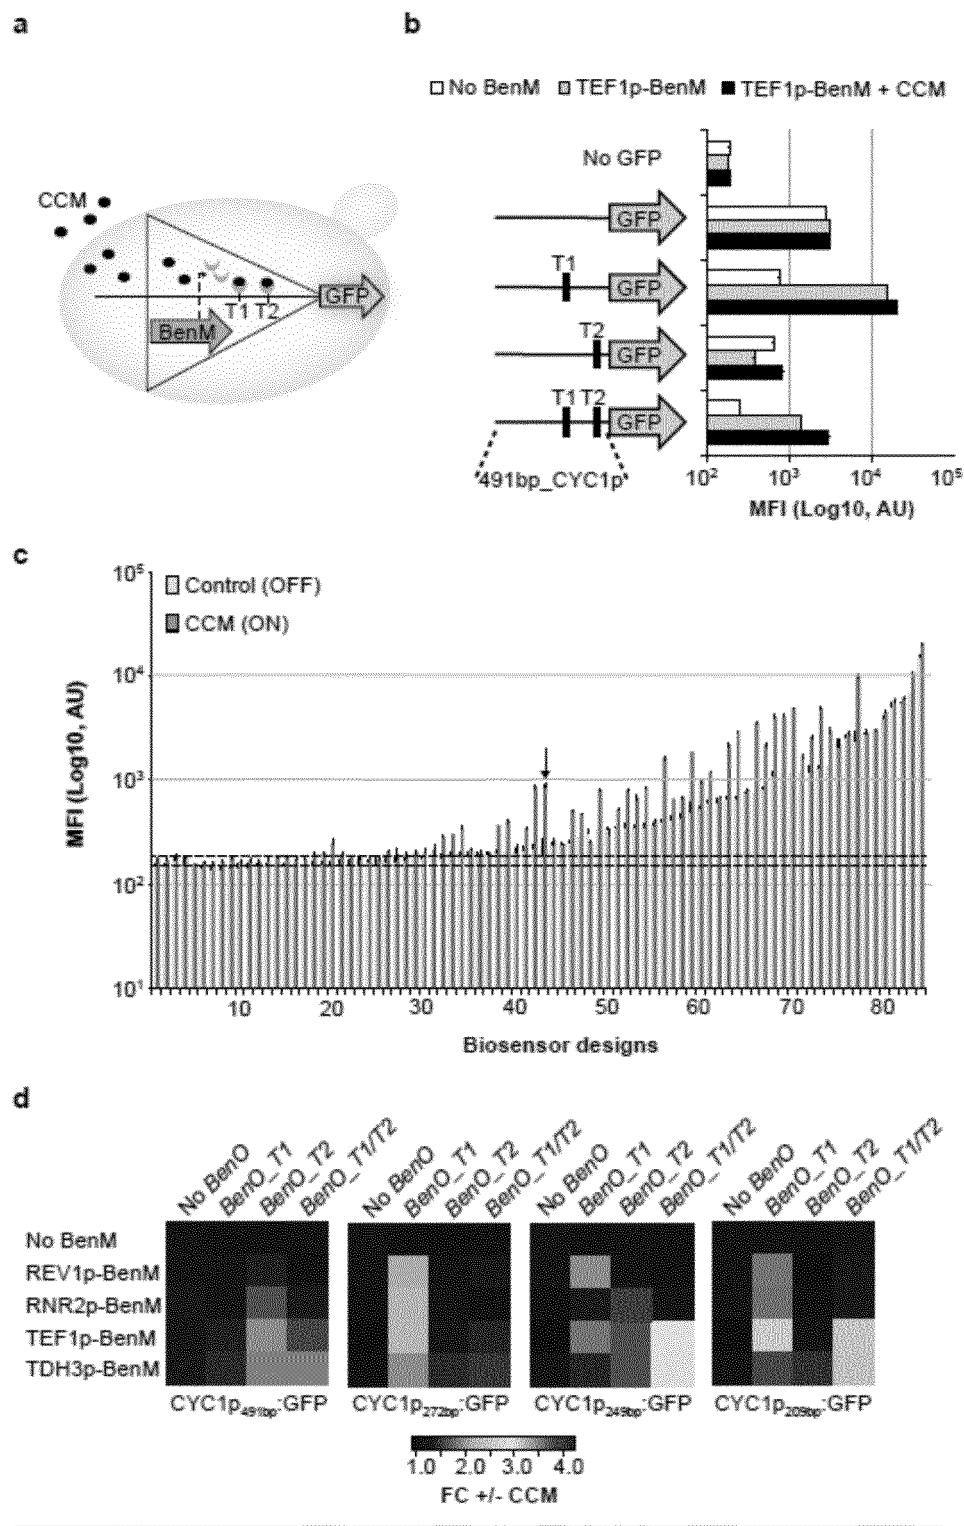 a
CCM
T1 T2
BenM
GFP
b
No BenM TEF1p-BenM TEF1p-BenM + CCM
No GFP
GFP
T1
GFP
T2
GFP
T1 T2
GFP
491bp_CYC1p
10² 10³ 10⁴ 10⁵
MFI (Log10, AU)
c
Control (OFF)
CCM (ON)
10⁵
10⁴
10³
10²
10¹
MFI (Log10, AU)
10 20 30 40 50 60 70 80
Biosensor designs
d
No BenO BenO_T1 BenO_T2 BenO_T1/T2 No BenO BenO_T1 BenO_T2 BenO_T1/T2 No BenO BenO_T1 BenO_T2 BenO_T1/T2 No BenO BenO_T1 BenO_T2 BenO_T1/T2
No BenM
REV1p-BenM
RNR2p-BenM
TEF1p-BenM
TDH3p-BenM
CYC1p491bp:GFP CYC1p272bp:GFP CYC1p249bp:GFP CYC1p209bp:GFP
1.0 2.0 3.0 4.0
FC +/- CCM